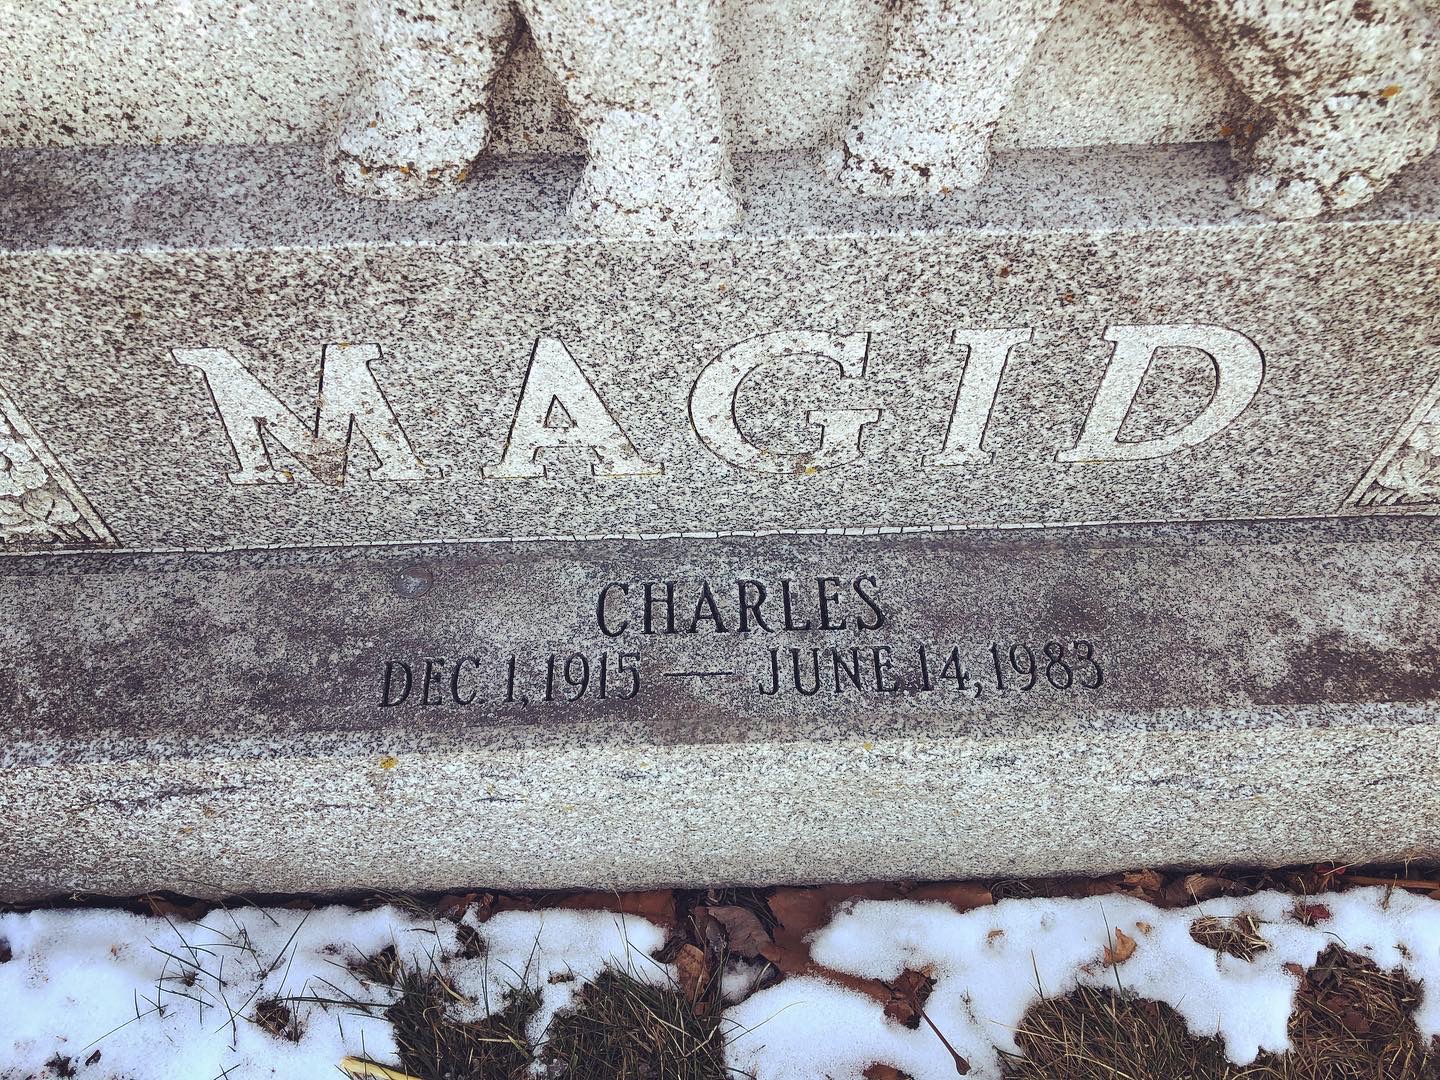 MAGID
CHARLES
DEC. 1, 1915 — JUNE 14, 1983